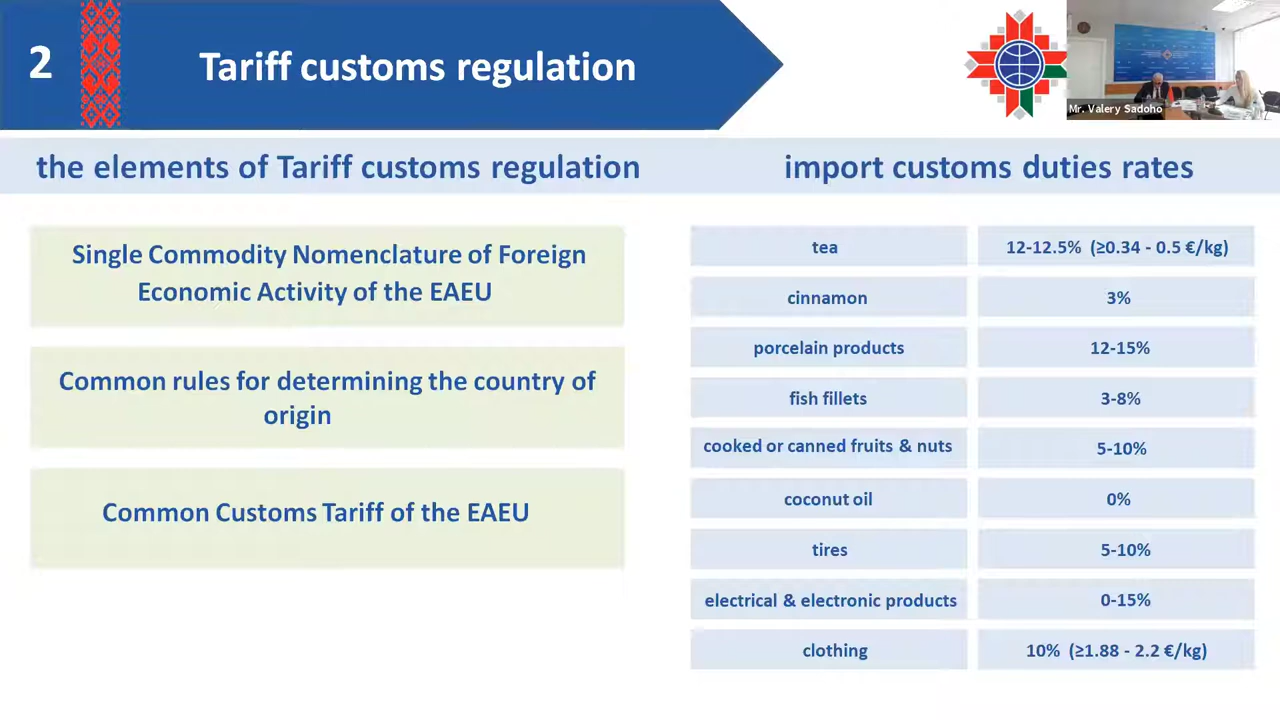 2
Tariff customs regulation
Mr. Valery Sadoho
the elements of Tariff customs regulation
import customs duties rates
Single Commodity Nomenclature of Foreign
Economic Activity of the EAEU
Common rules for determining the country of
origin
Common Customs Tariff of the EAEU
tea 12-12.5% (≥0.34 - 0.5 €/kg)
cinnamon 3%
porcelain products 12-15%
fish fillets 3-8%
cooked or canned fruits & nuts 5-10%
coconut oil 0%
tires 5-10%
electrical & electronic products 0-15%
clothing 10% (≥1.88 - 2.2 €/kg)